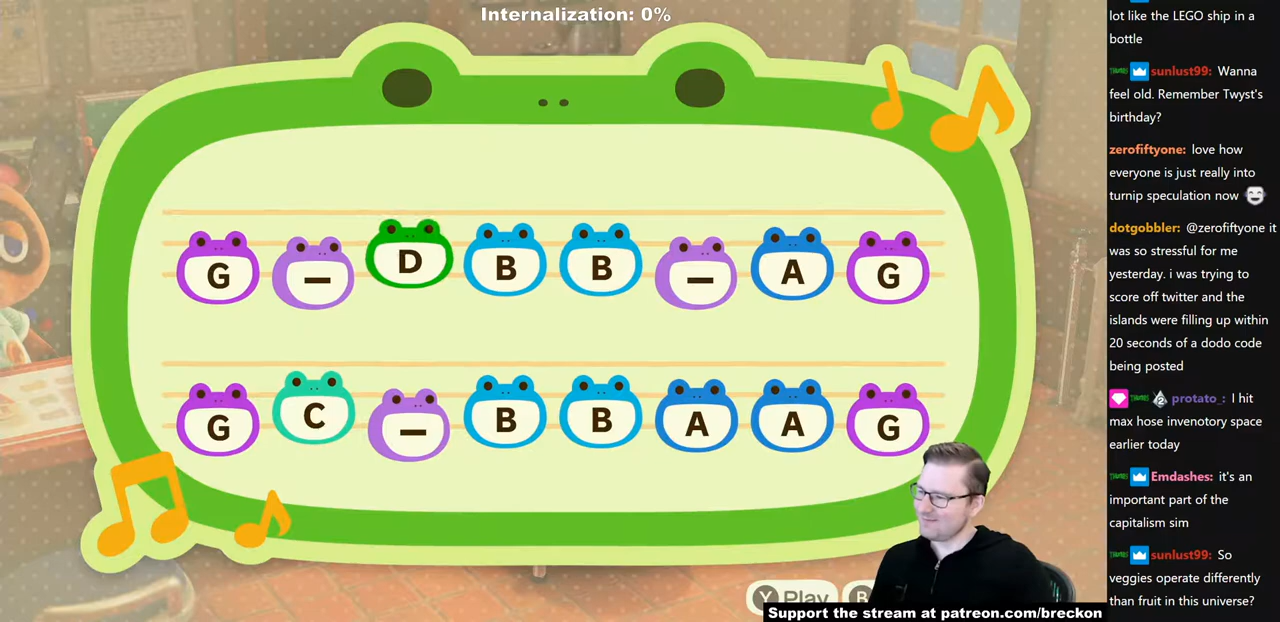 Internalization: 0%
G — D B B — A G
G C — B B A A G
Y Play B
Support the stream at patreon.com/breckon
lot like the LEGO ship in a
bottle
sunlust99: Wanna
feel old. Remember Twyst's
birthday?
zerofiftyone: love how
everyone is just really into
turnip speculation now
dotgobbler: @zerofiftyone it
was so stressful for me
yesterday. i was trying to
score off twitter and the
islands were filling up within
20 seconds of a dodo code
being posted
protato_: I hit
max hose invenotory space
earlier today
Emdashes: it's an
important part of the
capitalism sim
sunlust99: So
veggies operate differently
than fruit in this universe?